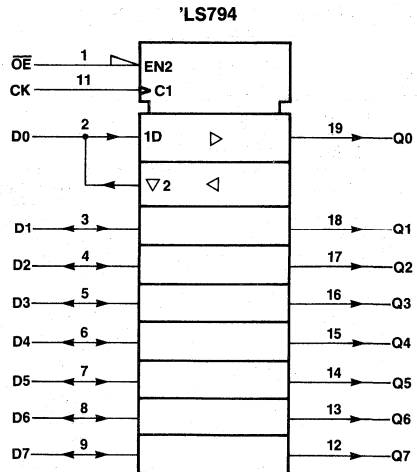 'LS794
OE 1 EN2
CK 11 C1
D0 2 1D 19 Q0
2
D1 3 18 Q1
D2 4 17 Q2
D3 5 16 Q3
D4 6 15 Q4
D5 7 14 Q5
D6 8 13 Q6
D7 9 12 Q7